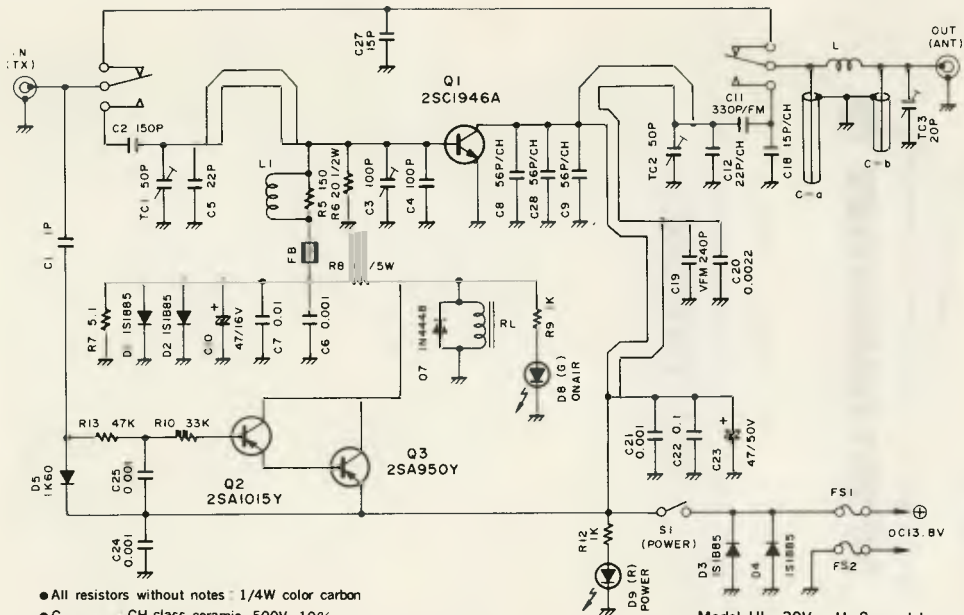 IN
(TX)
C27
15P
OUT
(ANT)
L
Q1
2SC1946A
C11
330P/FM
C2 150P
TC1 50P
C5 22P
L1
R5 150
R6 20 1/2W
C3 100P
C4 100P
C8 56P/CH
C28 56P/CH
C9 56P/CH
TC2 50P
C12
22P/CH
C18 15P/CH
C-a
C-b
TC3
20P
C1 1P
FB
R8 /5W
C19
VFM 240P
C20
0.0022
R7 5.1
D1 1S1885
D2 1S1885
C10
47/16V
C7 0.01
C6 0.001
D7
1N4448
RL
R9 1K
D8 (G)
ONAIR
R13 47K
R10 33K
Q2
2SA1015Y
Q3
2SA950Y
D5
1K60
C25
0.001
C24
0.001
C21
0.001
C22 0.1
C23
47/50V
R12
1K
D9 (R)
POWER
S1
(POWER)
D3
1S1885
D4
1S1885
FS1
FS2
DC13.8V
● All resistors without notes : 1/4W color carbon